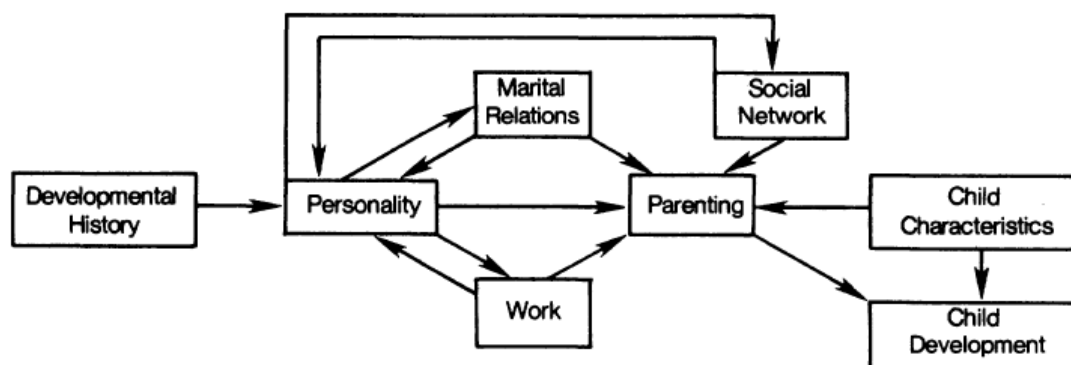 Marital
Relations
Social
Network
Developmental
History
Personality
Parenting
Child
Characteristics
Work
Child
Development